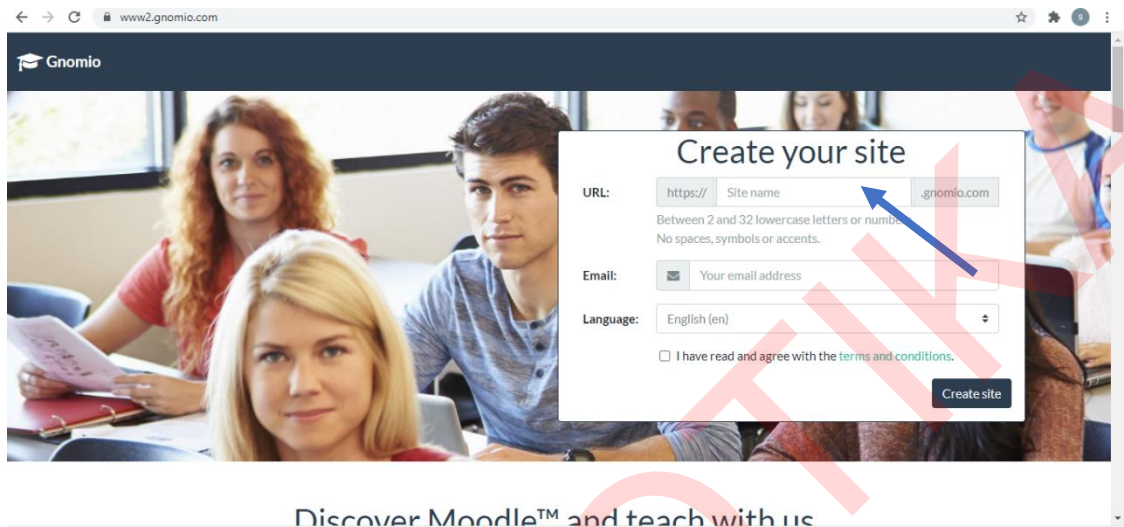 www2.gnomio.com
s
Gnomio
Create your site
URL: https:// Site name .gnomio.com
Between 2 and 32 lowercase letters or numbers.
No spaces, symbols or accents.
Email: Your email address
Language: English (en)
I have read and agree with the terms and conditions.
Create site
Discover Moodle™ and teach with us